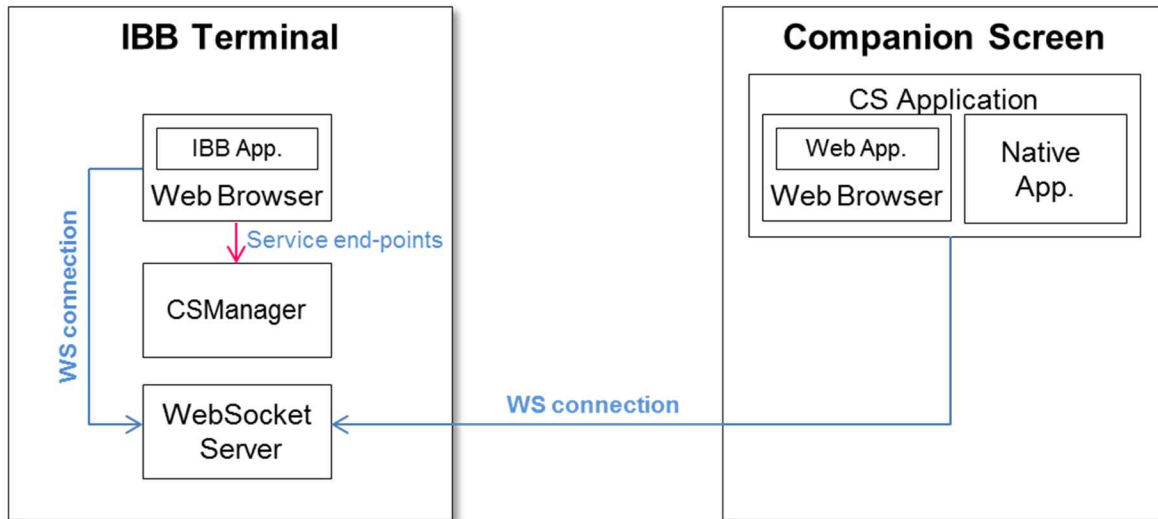 IBB Terminal
IBB App.
Web Browser
Service end-points
CSManager
WebSocket
Server
WS connection
WS connection
Companion Screen
CS Application
Web App.
Web Browser
Native
App.